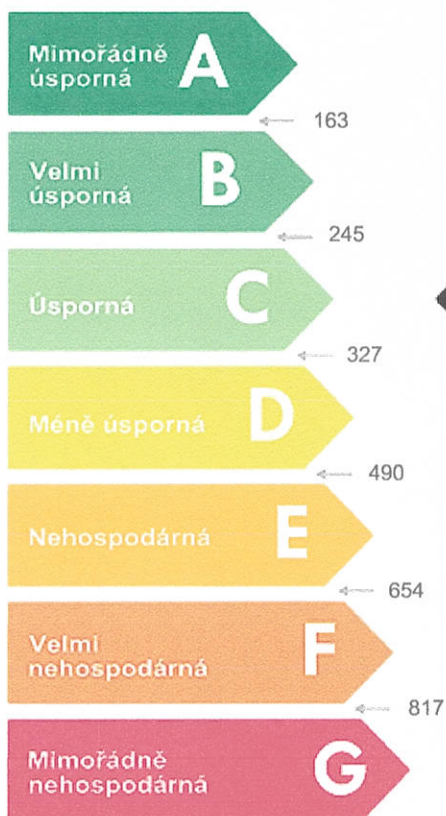 Mimořádně
úsporná
A
163
Velmi
úsporná
B
245
Úsporná
C
327
Méně úsporná
D
490
Nehospodárná
E
654
Velmi
nehospodárná
F
817
Mimořádně
nehospodárná
G